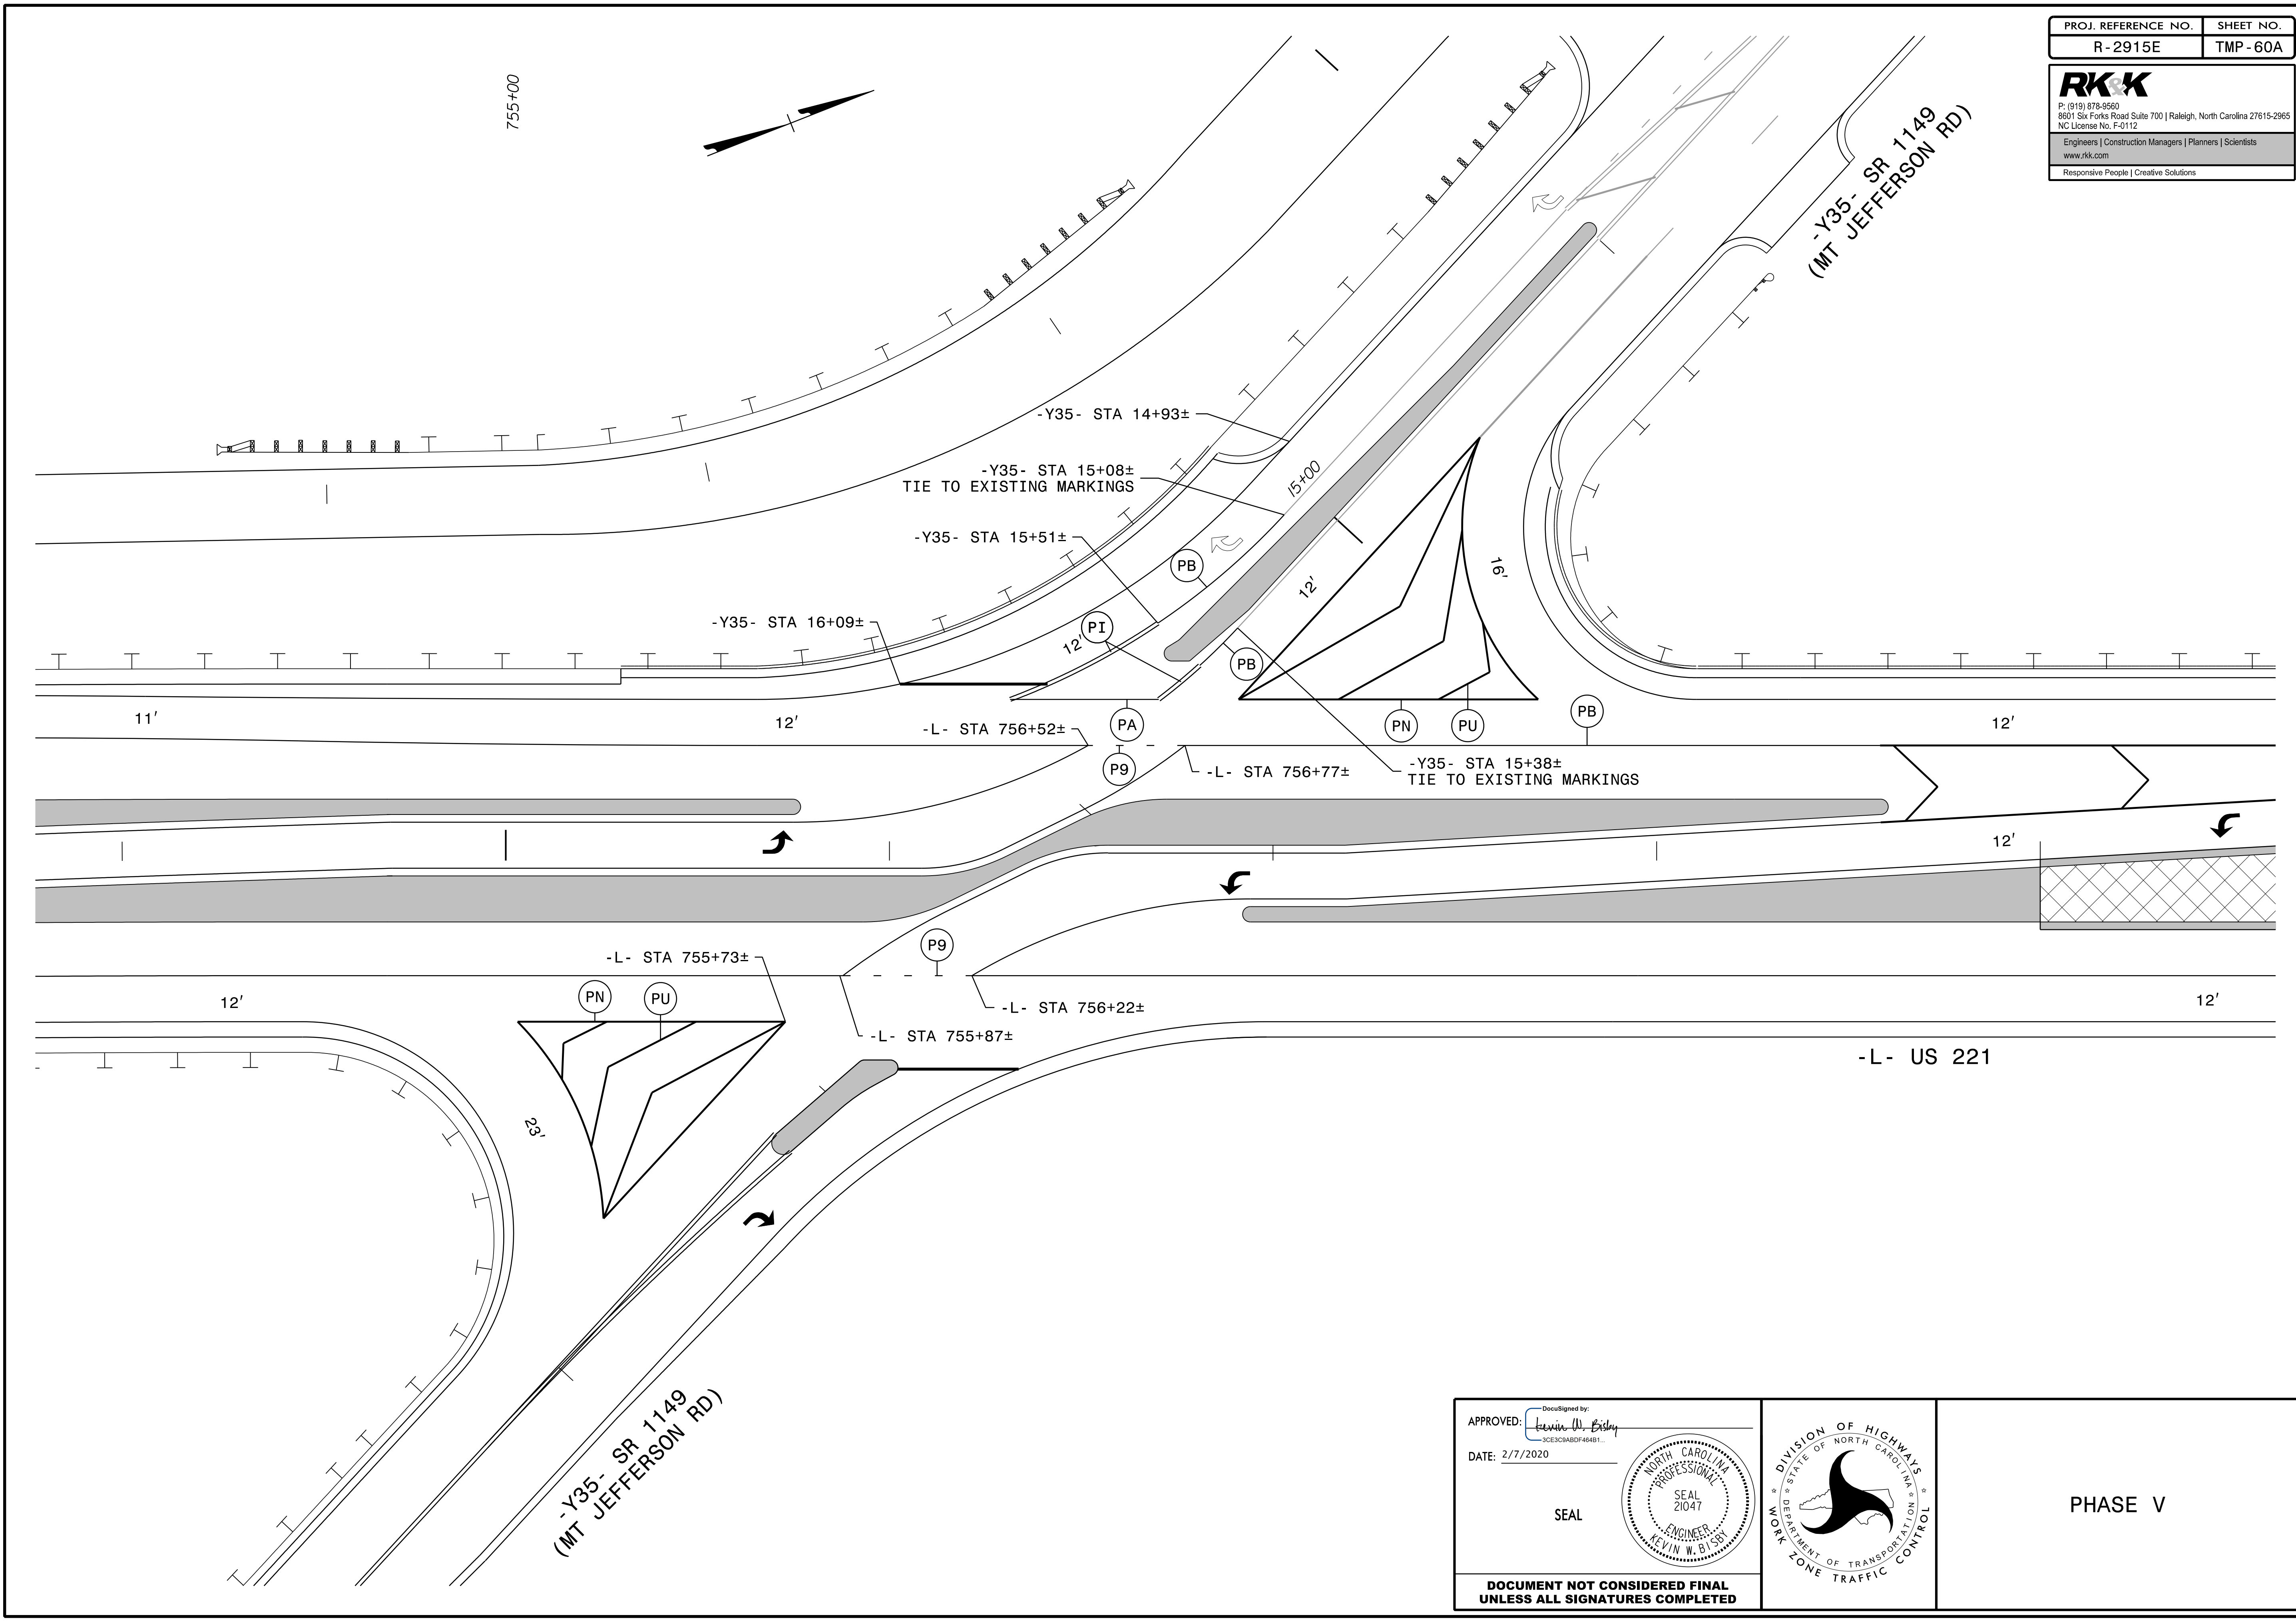 PROJ. REFERENCE NO.
SHEET NO.
R-2915E
TMP-60A
RK&K
P: (919) 878-9560
8601 Six Forks Road Suite 700 | Raleigh, North Carolina 27615-2965
NC License No. F-0112
Engineers | Construction Managers | Planners | Scientists
www.rkk.com
Responsive People | Creative Solutions
755+00
-Y35- SR 1149
(MT JEFFERSON RD)
-Y35- STA 14+93±
-Y35- STA 15+08±
TIE TO EXISTING MARKINGS
15+00
-Y35- STA 15+51±
PB
12'
16'
-Y35- STA 16+09±
12'
PI
PB
11'
12'
-L- STA 756+52±
PA
PN
PU
PB
12'
P9
-L- STA 756+77±
-Y35- STA 15+38±
TIE TO EXISTING MARKINGS
12'
-L- STA 755+73±
P9
12'
PN
PU
-L- STA 756+22±
12'
-L- STA 755+87±
-L- US 221
23'
-Y35- SR 1149
(MT JEFFERSON RD)
APPROVED:
DocuSigned by:
Kevin W. Bisby
3CE3C9ABDF464B1...
DATE: 2/7/2020
SEAL
NORTH CAROLINA
PROFESSIONAL
SEAL
21047
ENGINEER
KEVIN W. BISBY
DOCUMENT NOT CONSIDERED FINAL
UNLESS ALL SIGNATURES COMPLETED
DIVISION OF HIGHWAYS
STATE OF NORTH CAROLINA
DEPARTMENT OF TRANSPORTATION
WORK ZONE TRAFFIC CONTROL
PHASE V